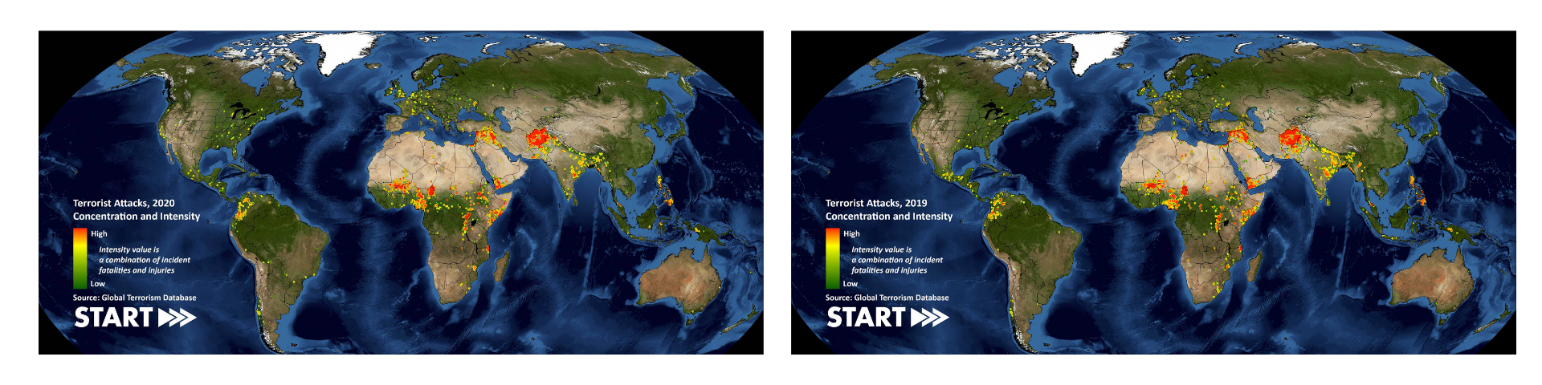 Terrorist Attacks, 2020
Concentration and Intensity
High
Intensity value is
a combination of incident
fatalities and injuries
Low
Source: Global Terrorism Database
START
Terrorist Attacks, 2019
Concentration and Intensity
High
Intensity value is
a combination of incident
fatalities and injuries
Low
Source: Global Terrorism Database
START